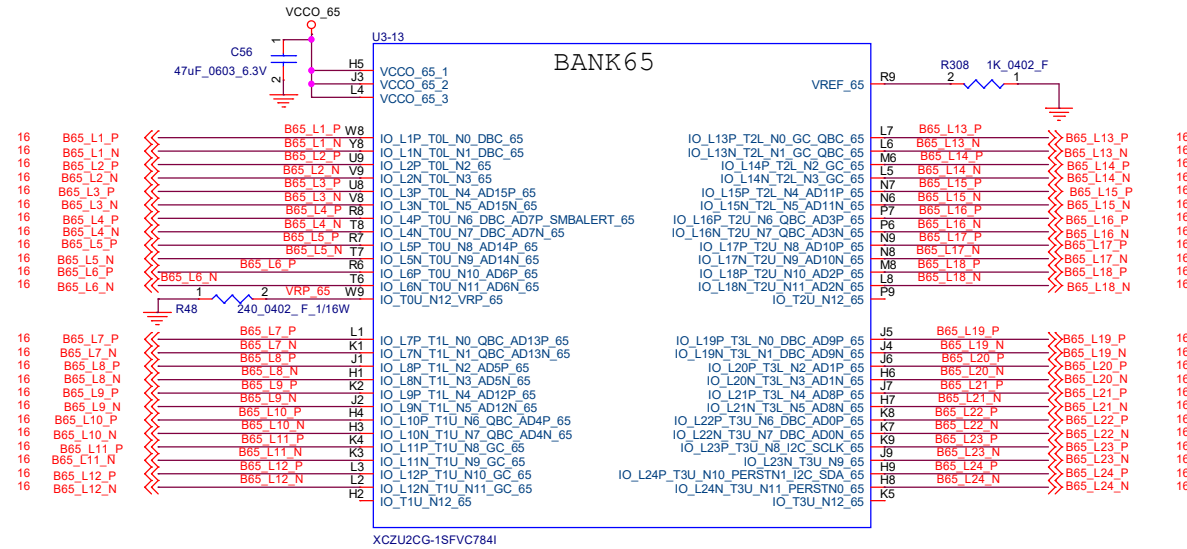 VCCO_65
U3-13
C56
47uF_0603_6.3V
1
2
BANK65
H5 VCCO_65_1
J3 VCCO_65_2
L4 VCCO_65_3
VREF_65 R9 R308 1K_0402_F
2 1
16 B65_L1_P B65_L1_P W8 IO_L1P_T0L_N0_DBC_65
16 B65_L1_N B65_L1_N Y8 IO_L1N_T0L_N1_DBC_65
16 B65_L2_P B65_L2_P U9 IO_L2P_T0L_N2_65
16 B65_L2_N B65_L2_N V9 IO_L2N_T0L_N3_65
16 B65_L3_P B65_L3_P U8 IO_L3P_T0L_N4_AD15P_65
16 B65_L3_N B65_L3_N V8 IO_L3N_T0L_N5_AD15N_65
16 B65_L4_P B65_L4_P R8 IO_L4P_T0U_N6_DBC_AD7P_SMBALERT_65
16 B65_L4_N B65_L4_N T8 IO_L4N_T0U_N7_DBC_AD7N_65
16 B65_L5_P B65_L5_P R7 IO_L5P_T0U_N8_AD14P_65
16 B65_L5_N B65_L5_N T7 IO_L5N_T0U_N9_AD14N_65
16 B65_L6_P B65_L6_P R6 IO_L6P_T0U_N10_AD6P_65
16 B65_L6_N B65_L6_N T6 IO_L6N_T0U_N11_AD6N_65
1 2 VRP_65 W9 IO_T0U_N12_VRP_65
R48 240_0402_F_1/16W
IO_L13P_T2L_N0_GC_QBC_65 L7 B65_L13_P B65_L13_P 16
IO_L13N_T2L_N1_GC_QBC_65 L6 B65_L13_N B65_L13_N 16
IO_L14P_T2L_N2_GC_65 M6 B65_L14_P B65_L14_P 16
IO_L14N_T2L_N3_GC_65 L5 B65_L14_N B65_L14_N 16
IO_L15P_T2L_N4_AD11P_65 N7 B65_L15_P B65_L15_P 16
IO_L15N_T2L_N5_AD11N_65 N6 B65_L15_N B65_L15_N 16
IO_L16P_T2U_N6_QBC_AD3P_65 P7 B65_L16_P B65_L16_P 16
IO_L16N_T2U_N7_QBC_AD3N_65 P6 B65_L16_N B65_L16_N 16
IO_L17P_T2U_N8_AD10P_65 N9 B65_L17_P B65_L17_P 16
IO_L17N_T2U_N9_AD10N_65 N8 B65_L17_N B65_L17_N 16
IO_L18P_T2U_N10_AD2P_65 M8 B65_L18_P B65_L18_P 16
IO_L18N_T2U_N11_AD2N_65 L8 B65_L18_N B65_L18_N 16
IO_T2U_N12_65 P9
16 B65_L7_P B65_L7_P L1 IO_L7P_T1L_N0_QBC_AD13P_65
16 B65_L7_N B65_L7_N K1 IO_L7N_T1L_N1_QBC_AD13N_65
16 B65_L8_P B65_L8_P J1 IO_L8P_T1L_N2_AD5P_65
16 B65_L8_N B65_L8_N H1 IO_L8N_T1L_N3_AD5N_65
16 B65_L9_P B65_L9_P K2 IO_L9P_T1L_N4_AD12P_65
16 B65_L9_N B65_L9_N J2 IO_L9N_T1L_N5_AD12N_65
16 B65_L10_P B65_L10_P H4 IO_L10P_T1U_N6_QBC_AD4P_65
16 B65_L10_N B65_L10_N H3 IO_L10N_T1U_N7_QBC_AD4N_65
16 B65_L11_P B65_L11_P K4 IO_L11P_T1U_N8_GC_65
16 B65_L11_N B65_L11_N K3 IO_L11N_T1U_N9_GC_65
16 B65_L12_P B65_L12_P L3 IO_L12P_T1U_N10_GC_65
16 B65_L12_N B65_L12_N L2 IO_L12N_T1U_N11_GC_65
H2 IO_T1U_N12_65
IO_L19P_T3L_N0_DBC_AD9P_65 J5 B65_L19_P B65_L19_P 16
IO_L19N_T3L_N1_DBC_AD9N_65 J4 B65_L19_N B65_L19_N 16
IO_L20P_T3L_N2_AD1P_65 J6 B65_L20_P B65_L20_P 16
IO_L20N_T3L_N3_AD1N_65 H6 B65_L20_N B65_L20_N 16
IO_L21P_T3L_N4_AD8P_65 J7 B65_L21_P B65_L21_P 16
IO_L21N_T3L_N5_AD8N_65 H7 B65_L21_N B65_L21_N 16
IO_L22P_T3U_N6_DBC_AD0P_65 K8 B65_L22_P B65_L22_P 16
IO_L22N_T3U_N7_DBC_AD0N_65 K7 B65_L22_N B65_L22_N 16
IO_L23P_T3U_N8_I2C_SCLK_65 K9 B65_L23_P B65_L23_P 16
IO_L23N_T3U_N9_65 J9 B65_L23_N B65_L23_N 16
IO_L24P_T3U_N10_PERSTN1_I2C_SDA_65 H9 B65_L24_P B65_L24_P 16
IO_L24N_T3U_N11_PERSTN0_65 H8 B65_L24_N B65_L24_N 16
IO_T3U_N12_65 K5
XCZU2CG-1SFVC784I